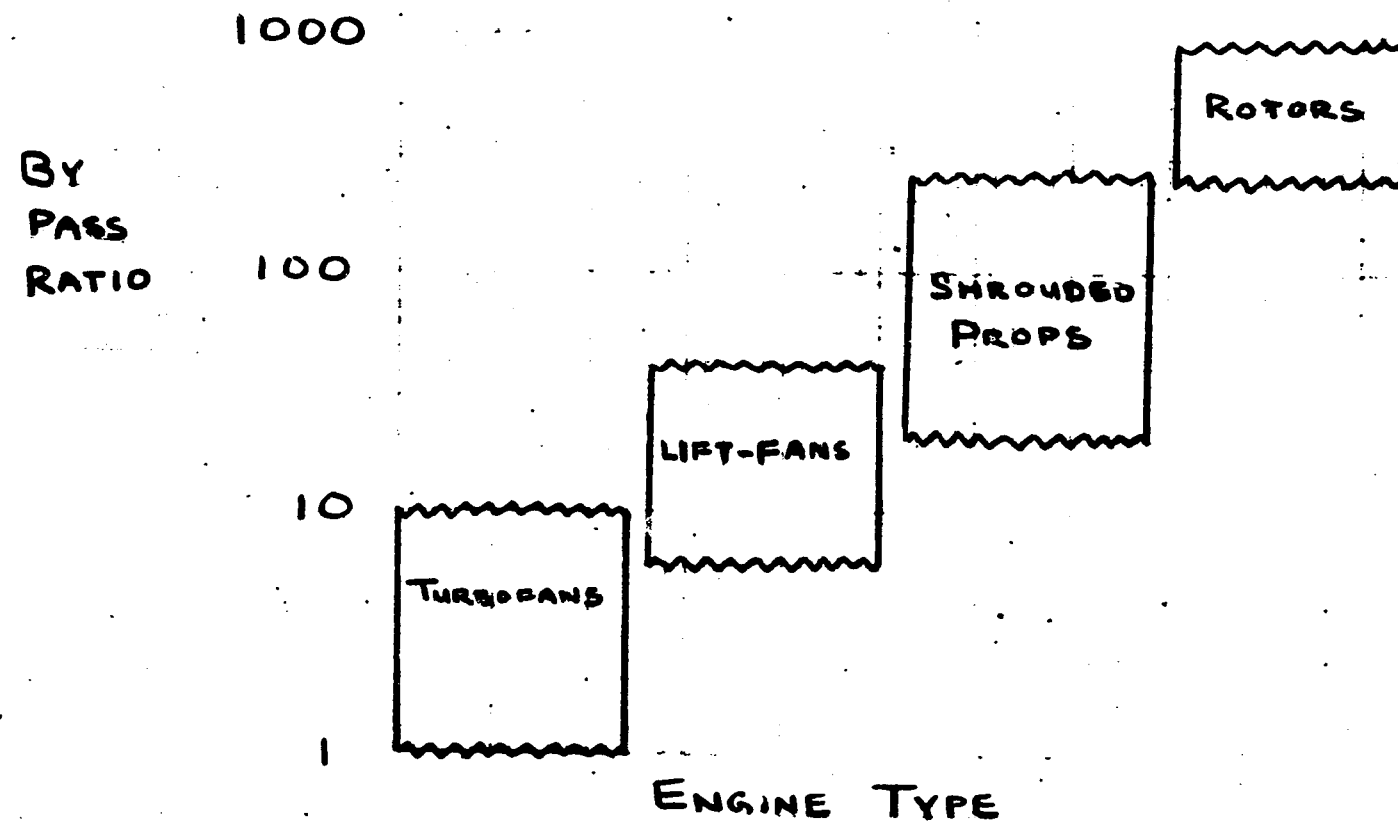 1000
ROTORS
BY
PASS
RATIO
100
SHROUDED
PROPS
LIFT-FANS
10
TURBOFANS
1
ENGINE TYPE